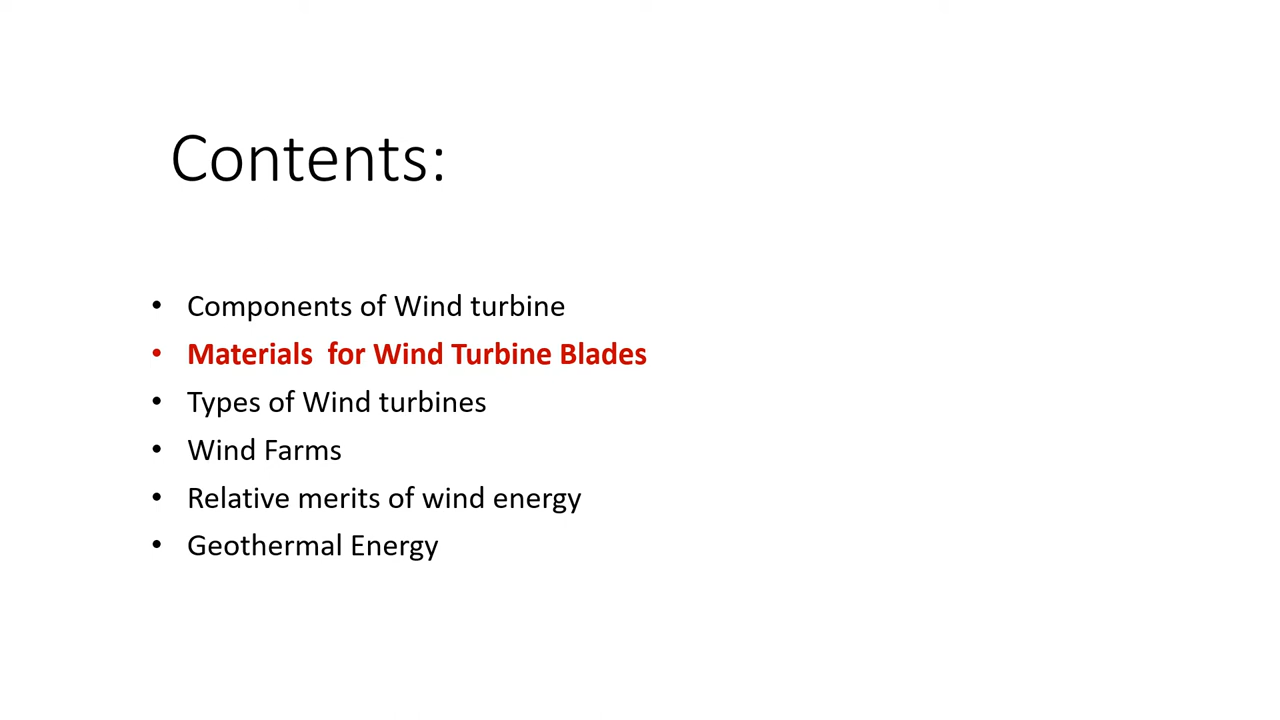 Contents:
• Components of Wind turbine
• Materials  for Wind Turbine Blades
• Types of Wind turbines
• Wind Farms
• Relative merits of wind energy
• Geothermal Energy